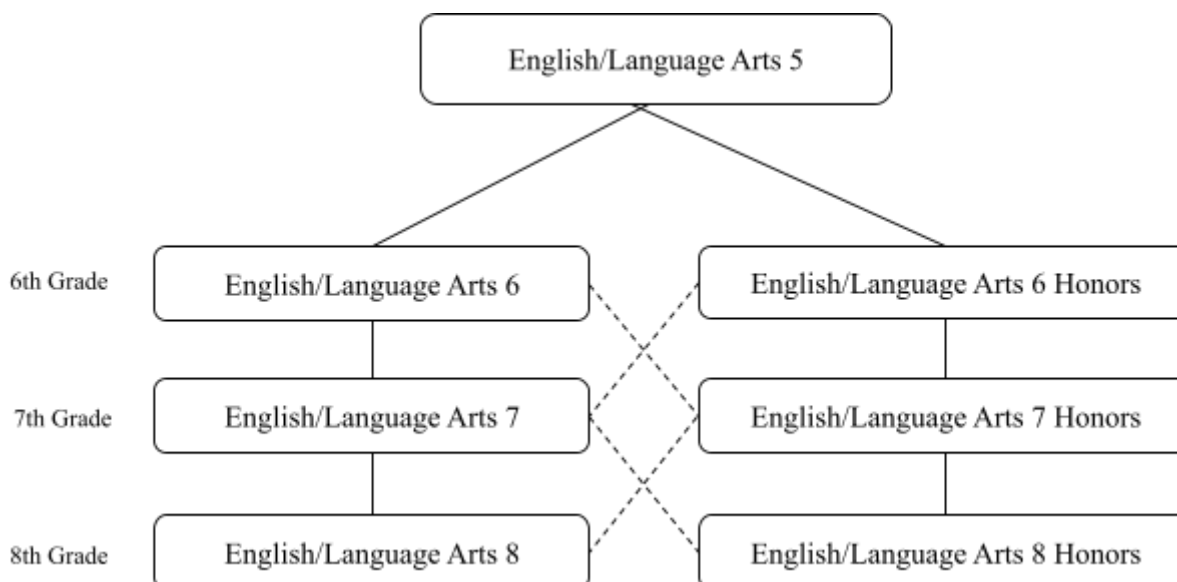 English/Language Arts 5
6th Grade
English/Language Arts 6
English/Language Arts 6 Honors
7th Grade
English/Language Arts 7
English/Language Arts 7 Honors
8th Grade
English/Language Arts 8
English/Language Arts 8 Honors